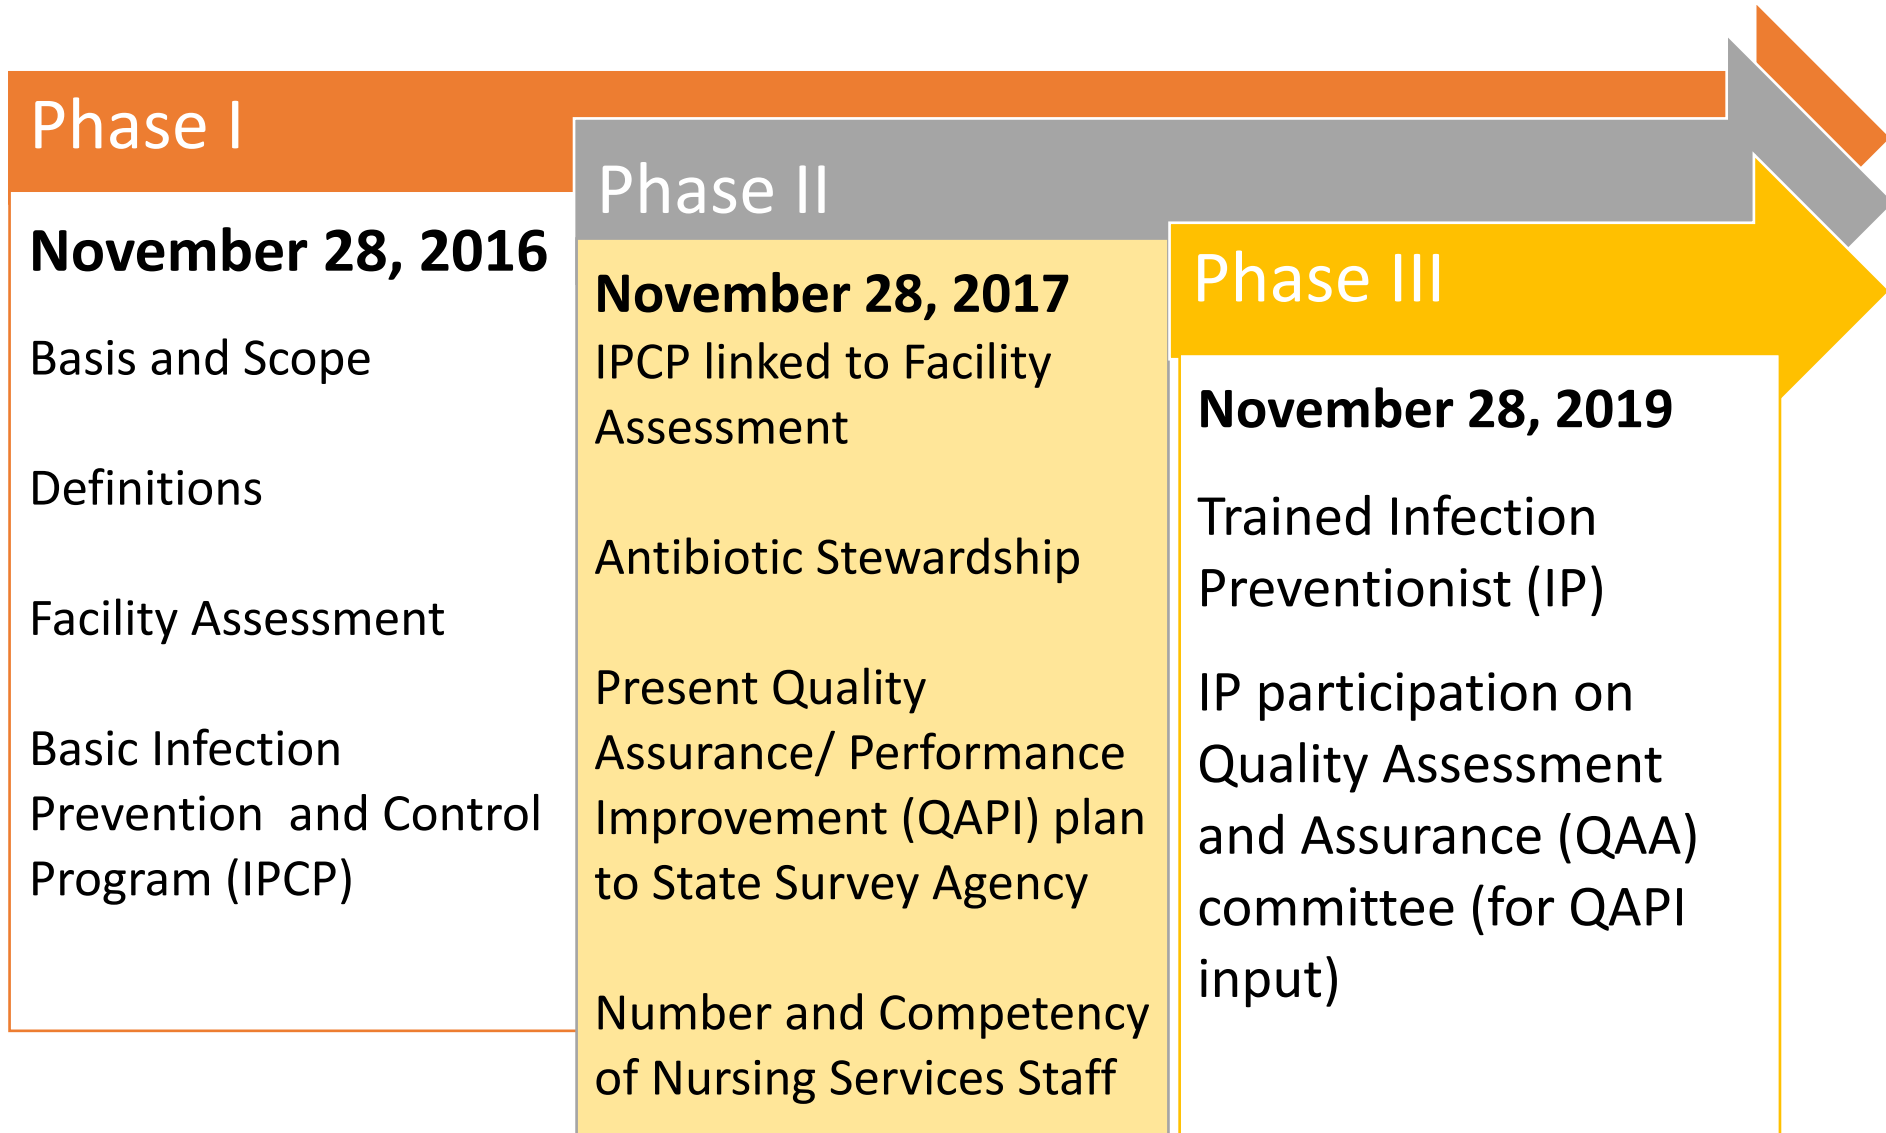 Phase I
November 28, 2016
Basis and Scope
Definitions
Facility Assessment
Basic Infection
Prevention  and Control
Program (IPCP)
Phase II
November 28, 2017
IPCP linked to Facility
Assessment
Antibiotic Stewardship
Present Quality
Assurance/ Performance
Improvement (QAPI) plan
to State Survey Agency
Number and Competency
of Nursing Services Staff
Phase III
November 28, 2019
Trained Infection
Preventionist (IP)
IP participation on
Quality Assessment
and Assurance (QAA)
committee (for QAPI
input)